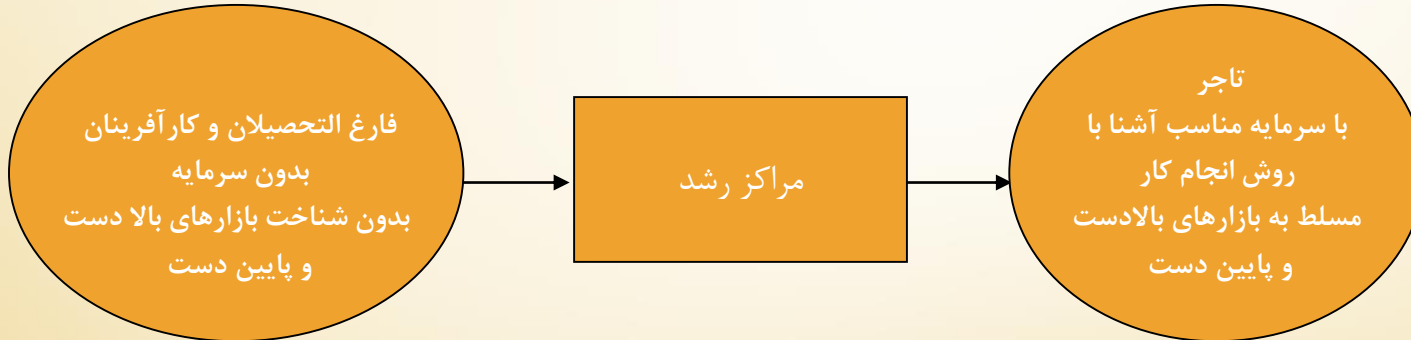 فارغ التحصیلان و کارآفرینان
بدون سرمایه
بدون شناخت بازارهای بالا دست
و پایین دست
مراکز رشد
تاجر
با سرمایه مناسب آشنا با
روش انجام کار
مسلط به بازارهای بالادست
و پایین دست